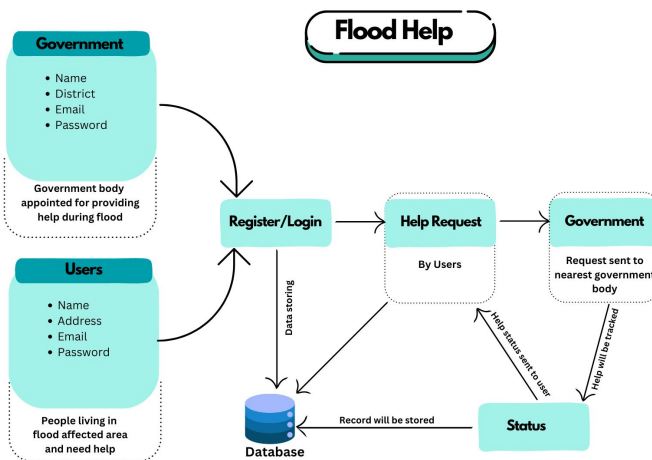 Flood Help
Government
• Name
• District
• Email
• Password
Government body
appointed for providing
help during flood
Users
• Name
• Address
• Email
• Password
People living in
flood affected area
and need help
Register/Login
Help Request
By Users
Government
Request sent to
nearest government
body
Data storing
Help status sent to user
Help will be tracked
Status
Record will be stored
Database